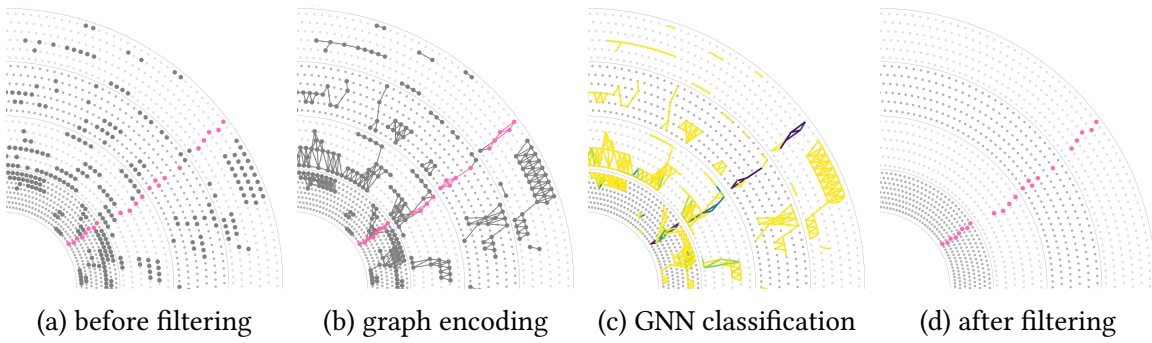 (a) before filtering (b) graph encoding (c) GNN classification (d) after filtering